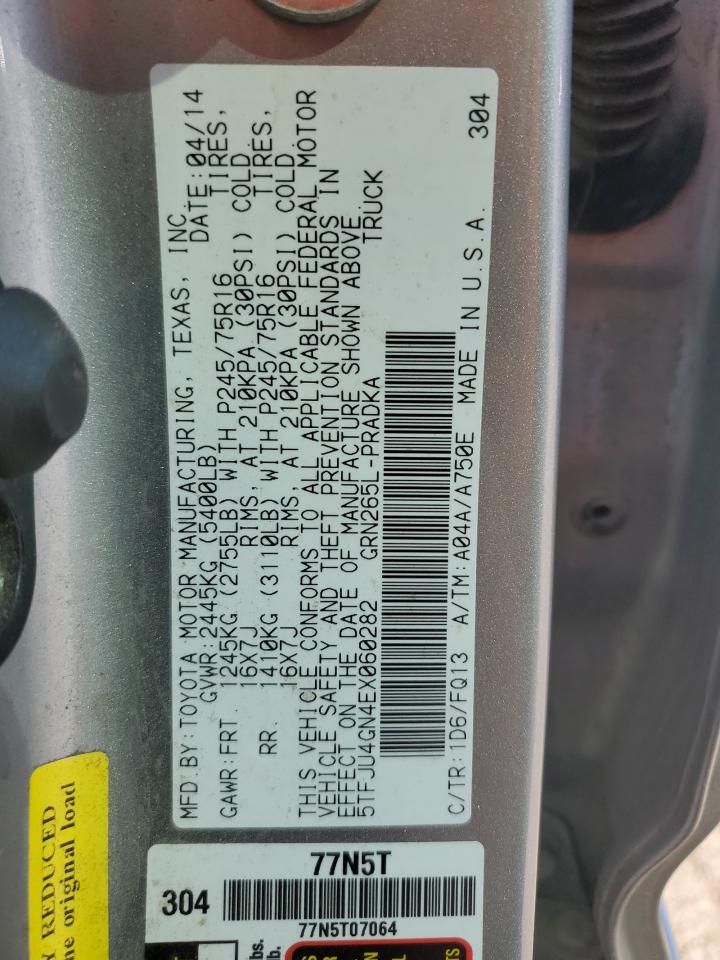 MFD.BY:TOYOTA MOTOR MANUFACTURING, TEXAS, INC.
GVWR:2445KG (5400LB) DATE:04/14
GAWR:FRT. 1245KG (2755LB) WITH P245/75R16 TIRES,
16X7J RIMS, AT 210KPA (30PSI) COLD.
RR. 1410KG (3110LB) WITH P245/75R16 TIRES,
16X7J RIMS, AT 210KPA (30PSI) COLD.
THIS VEHICLE CONFORMS TO ALL APPLICABLE FEDERAL MOTOR
VEHICLE SAFETY AND THEFT PREVENTION STANDARDS IN
EFFECT ON THE DATE OF MANUFACTURE SHOWN ABOVE.
5TFJU4GN4EX060282 GRN265L-PRADKA TRUCK
C/TR:1D6/FQ13 A/TM:A04A/A750E MADE IN U.S.A. 304
77N5T
304
77N5T07064
REDUCED
original load
lbs.